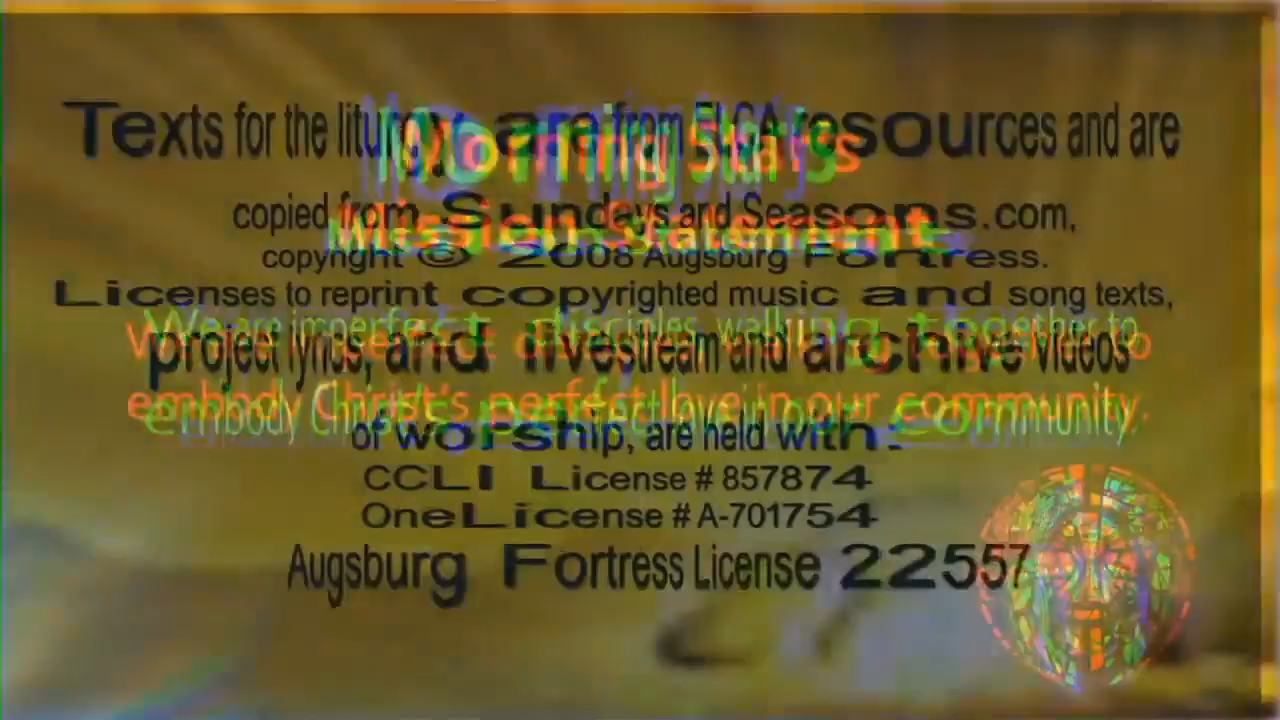 Texts for the liturgy are from ELCA resources and are
Morning Stars
copied from Sundays and Seasons.com,
Mission Statement
copyright © 2008 Augsburg Fortress.
Licenses to reprint copyrighted music and song texts,
We are imperfect disciples walking together to
project lyrics, and livestream and archive videos
embody Christ's perfect love in our community.
of worship, are held with:
CCLI License # 857874
OneLicense # A-701754
Augsburg Fortress License 22557